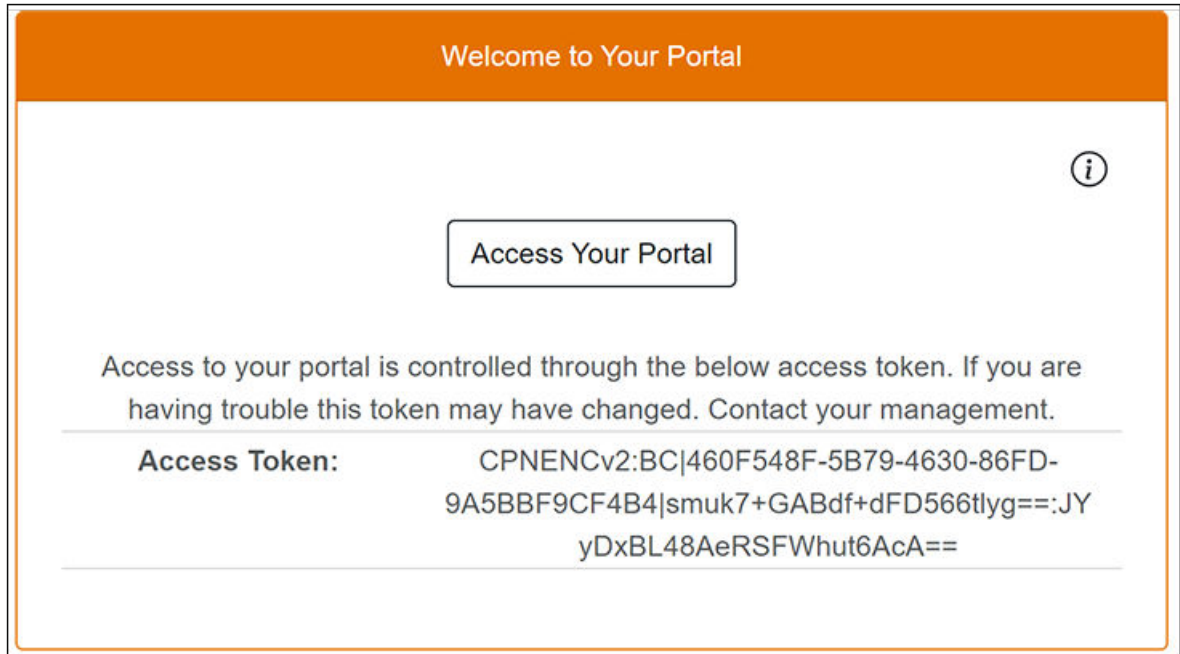 Welcome to Your Portal
Access Your Portal
Access to your portal is controlled through the below access token. If you are
having trouble this token may have changed. Contact your management.
Access Token: CPNENCv2:BC|460F548F-5B79-4630-86FD-
9A5BBF9CF4B4|smuk7+GABdf+dFD566tlyg==:JY
yDxBL48AeRSFWhut6AcA==